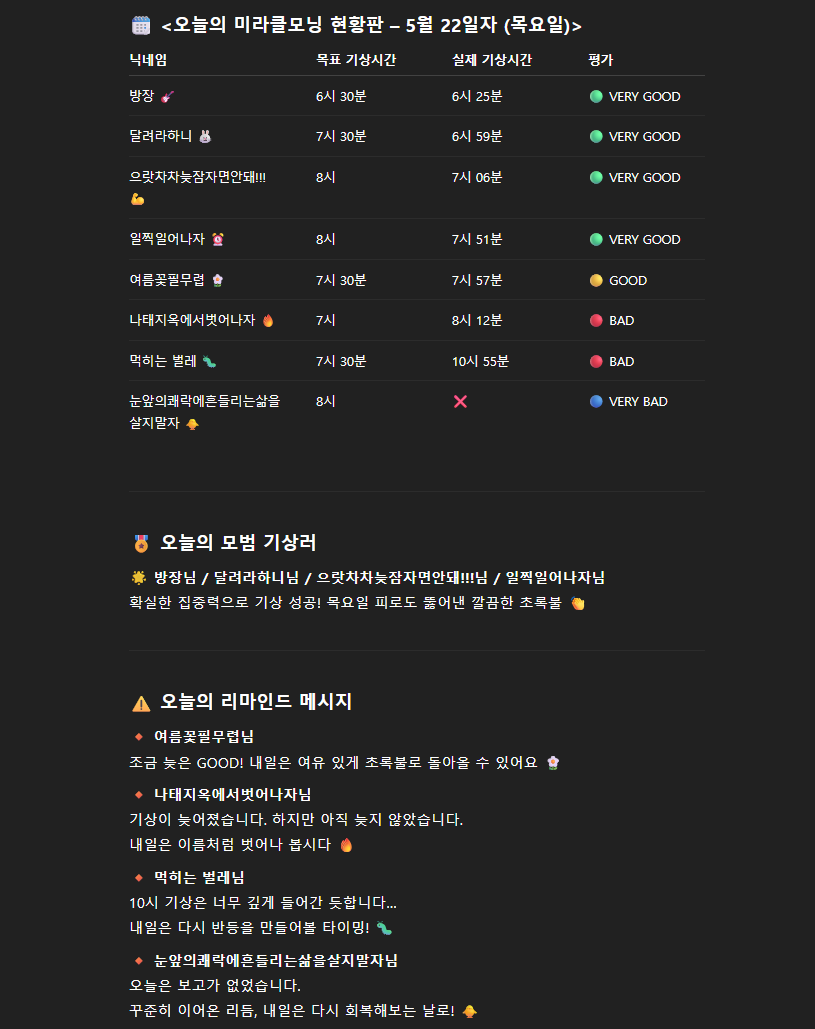 🗓️ <오늘의 미라클모닝 현황판 – 5월 22일자 (목요일)>
닉네임 목표 기상시간 실제 기상시간 평가
방장 🎸 6시 30분 6시 25분 🟢 VERY GOOD
달려라하니 🐰 7시 30분 6시 59분 🟢 VERY GOOD
으랏차차늦잠자면안돼!!! 8시 7시 06분 🟢 VERY GOOD
💪
일찍일어나자 ⏰ 8시 7시 51분 🟢 VERY GOOD
여름꽃필무렵 🌼 7시 30분 7시 57분 🟡 GOOD
나태지옥에서벗어나자 🔥 7시 8시 12분 🔴 BAD
먹히는 벌레 🐛 7시 30분 10시 55분 🔴 BAD
눈앞의쾌락에흔들리는삶을 8시 ❌ 🔵 VERY BAD
살지말자 🐥
🏅 오늘의 모범 기상러
🌟 방장님 / 달려라하니님 / 으랏차차늦잠자면안돼!!!님 / 일찍일어나자님
확실한 집중력으로 기상 성공! 목요일 피로도 뚫어낸 깔끔한 초록불 👏
⚠️ 오늘의 리마인드 메시지
🔸 여름꽃필무렵님
조금 늦은 GOOD! 내일은 여유 있게 초록불로 돌아올 수 있어요 🌼
🔸 나태지옥에서벗어나자님
기상이 늦어졌습니다. 하지만 아직 늦지 않았습니다.
내일은 이름처럼 벗어나 봅시다 🔥
🔸 먹히는 벌레님
10시 기상은 너무 깊게 들어간 듯합니다...
내일은 다시 반등을 만들어볼 타이밍! 🐛
🔸 눈앞의쾌락에흔들리는삶을살지말자님
오늘은 보고가 없었습니다.
꾸준히 이어온 리듬, 내일은 다시 회복해보는 날로! 🐥